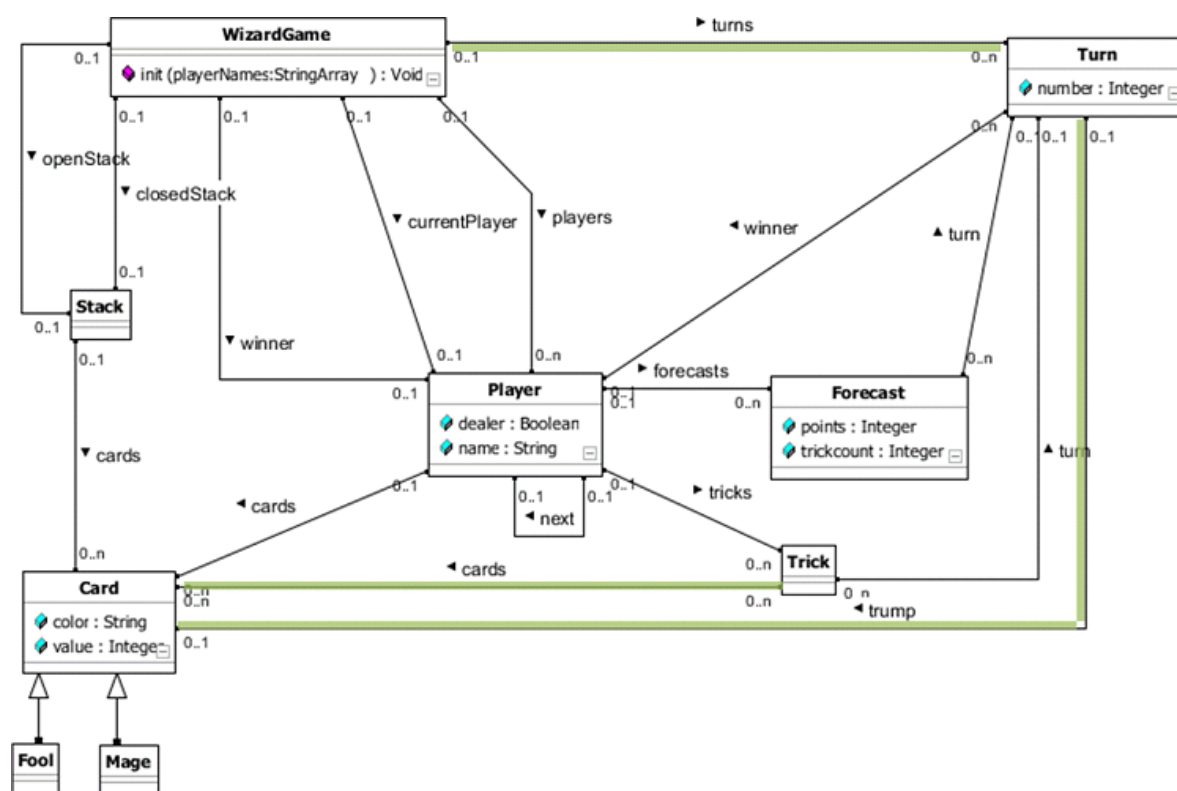 WizardGame
init (playerNames:StringArray ) : Void
0..1
turns
0..1
0..n
Turn
number : Integer
0..1
0..1
0..1
0..1
0..n
0..1
0..1
0..1
openStack
closedStack
currentPlayer
players
winner
turn
0..1
Stack
0..1
0..1
winner
0..1
0..n
0..1
Player
dealer : Boolean
name : String
forecasts
0..1
0..1
0..n
0..n
Forecast
points : Integer
trickcount : Integer
cards
turn
0..1
cards
0..1
0..1
next
0..1
tricks
0..n
Card
color : String
value : Integer
0..n
0..n
cards
0..n
0..n
Trick
0..n
trump
0..1
Fool
Mage